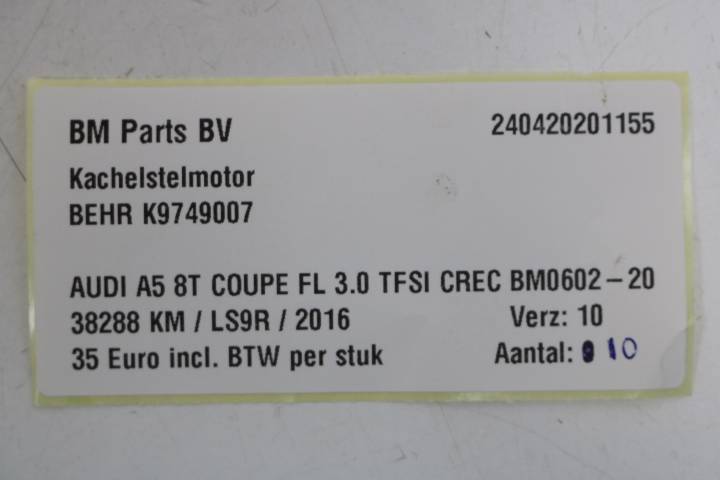 BM Parts BV 240420201155
Kachelstelmotor
BEHR K9749007
AUDI A5 8T COUPE FL 3.0 TFSI CREC BM0602-20
38288 KM / LS9R / 2016 Verz: 10
35 Euro incl. BTW per stuk Aantal: 10